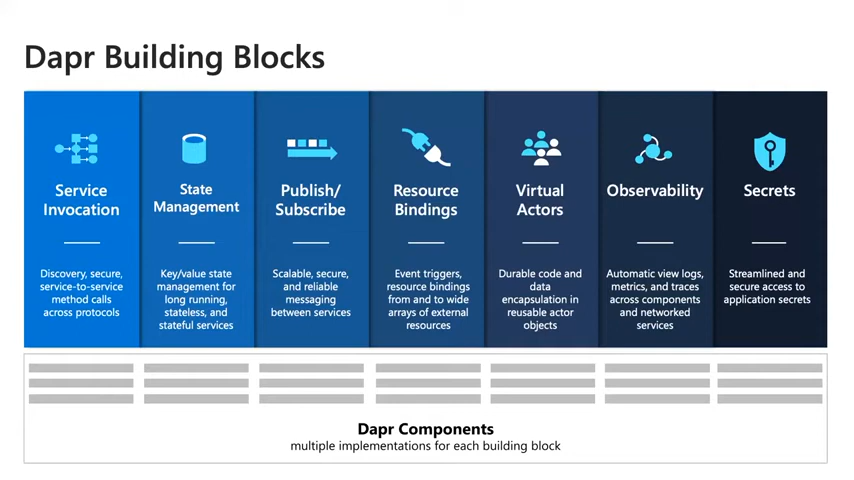 Dapr Building Blocks
Service
Invocation
Discovery, secure,
service-to-service
method calls
across protocols
State
Management
Key/value state
management for
long running,
stateless, and
stateful services
Publish/
Subscribe
Scalable, secure,
and reliable
messaging
between services
Resource
Bindings
Event triggers,
resource bindings
from and to wide
arrays of external
resources
Virtual
Actors
Durable code and
data
encapsulation in
reusable actor
objects
Observability
Automatic view logs,
metrics, and traces
across components
and networked
services
Secrets
Streamlined and
secure access to
application secrets
Dapr Components
multiple implementations for each building block